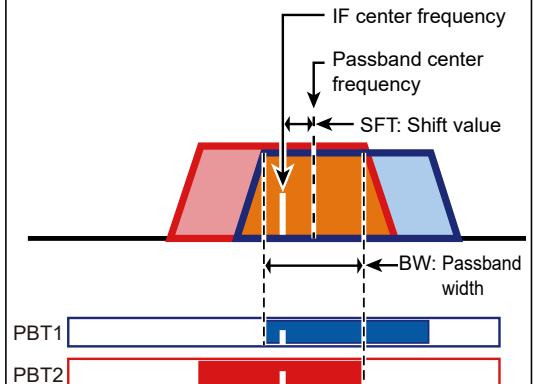 IF center frequency
Passband center
frequency
SFT: Shift value
BW: Passband
width
PBT1
PBT2